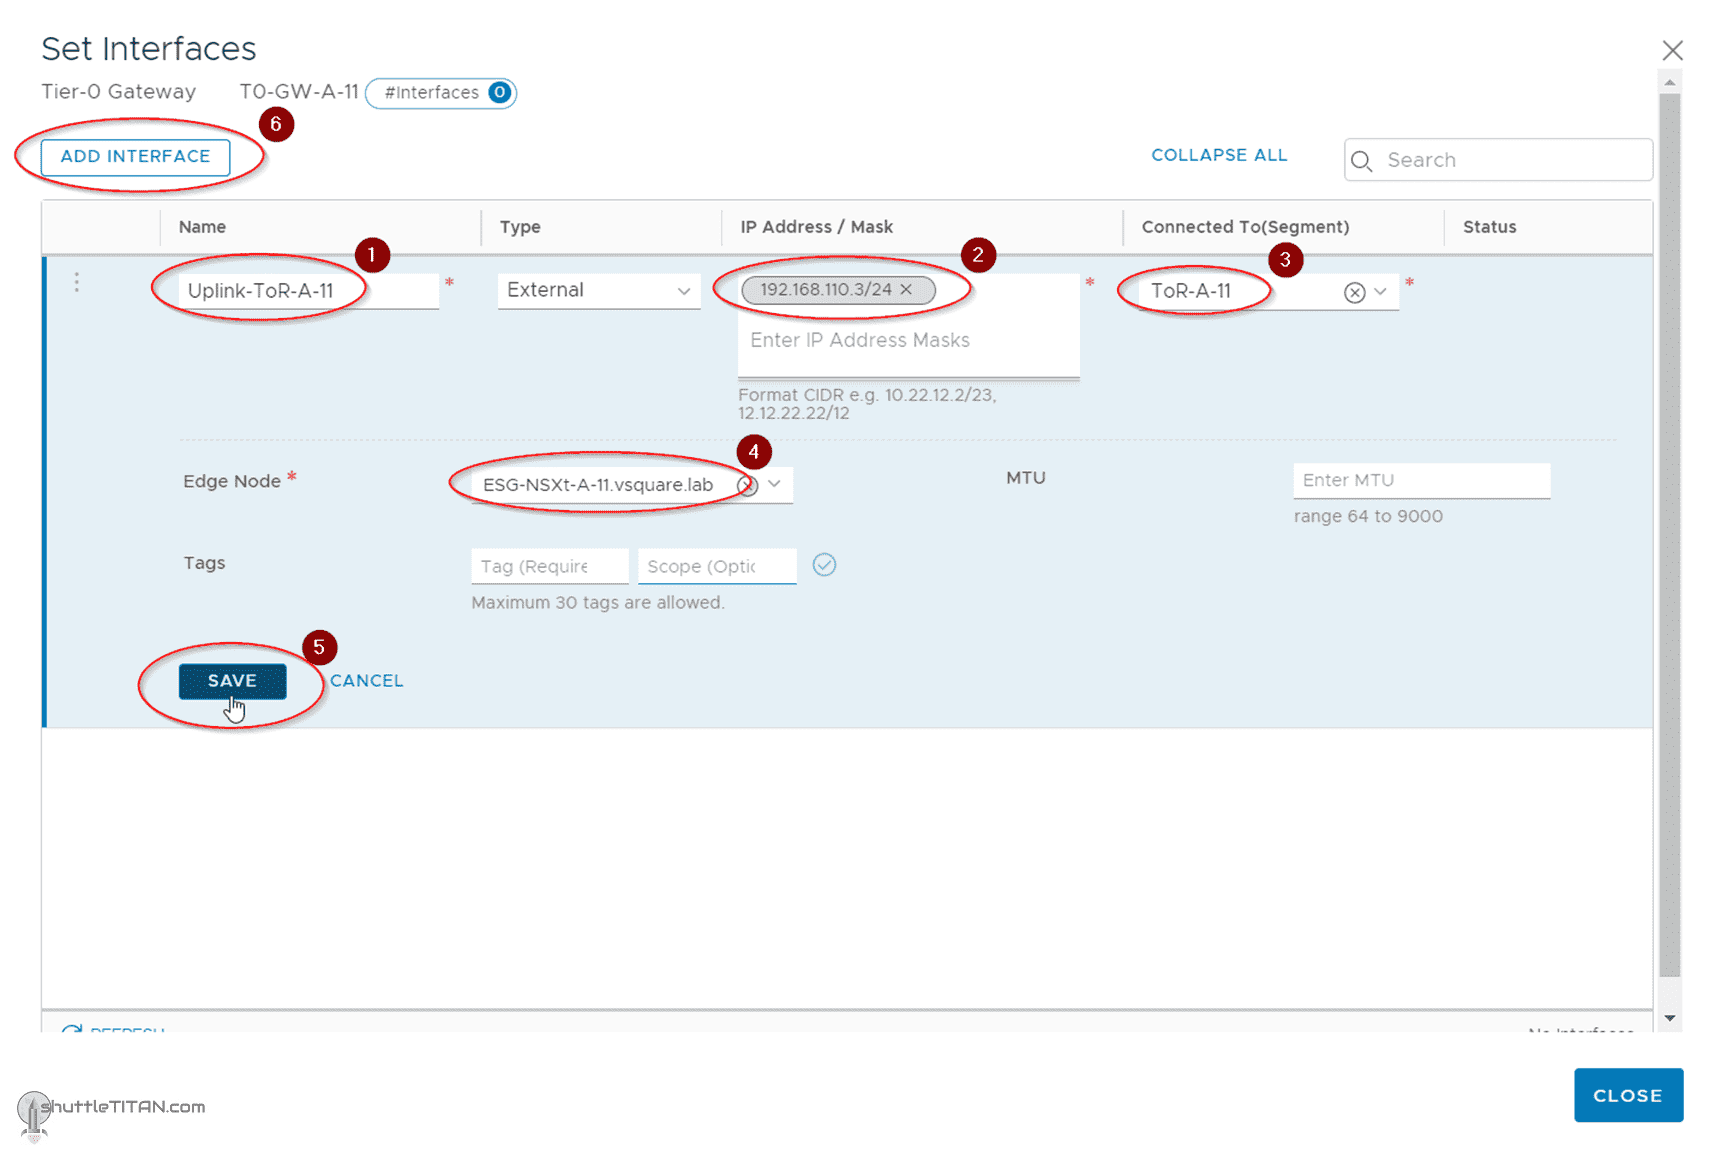 Set Interfaces
Tier-0 Gateway T0-GW-A-11 #Interfaces 0
6
ADD INTERFACE
COLLAPSE ALL
Search
Name Type IP Address / Mask Connected To(Segment) Status
1 2 3
Uplink-ToR-A-11 * External 192.168.110.3/24 × * ToR-A-11 *
Enter IP Address Masks
Format CIDR e.g. 10.22.12.2/23,
12.12.22.22/12
4
Edge Node * ESG-NSXt-A-11.vsquare.lab MTU Enter MTU
range 64 to 9000
Tags Tag (Require Scope (Optic
Maximum 30 tags are allowed.
5
SAVE CANCEL
REFRESH No Interfaces
CLOSE
shuttleTITAN.com